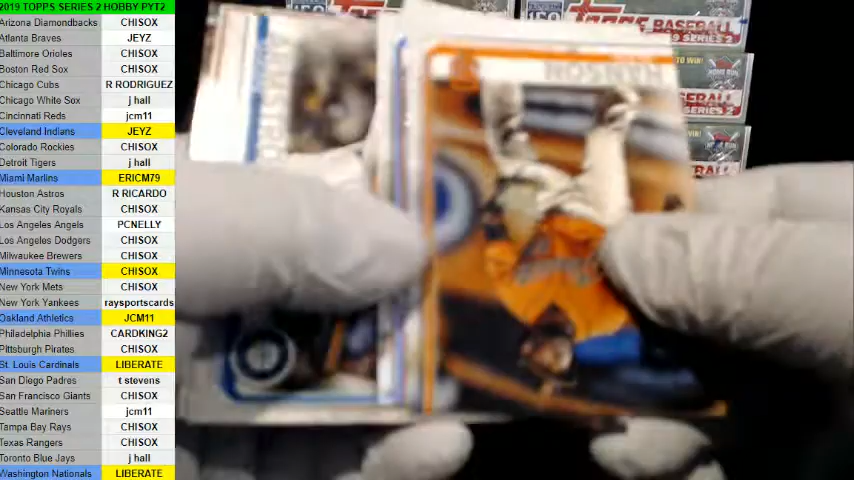 2019 TOPPS SERIES 2 HOBBY PYT2
Arizona Diamondbacks CHISOX
Atlanta Braves JEYZ
Baltimore Orioles CHISOX
Boston Red Sox CHISOX
Chicago Cubs R RODRIGUEZ
Chicago White Sox j hall
Cincinnati Reds jcm11
Cleveland Indians JEYZ
Colorado Rockies CHISOX
Detroit Tigers j hall
Miami Marlins ERICM79
Houston Astros R RICARDO
Kansas City Royals CHISOX
Los Angeles Angels PCNELLY
Los Angeles Dodgers CHISOX
Milwaukee Brewers CHISOX
Minnesota Twins CHISOX
New York Mets CHISOX
New York Yankees raysportscards
Oakland Athletics JCM11
Philadelphia Phillies CARDKING2
Pittsburgh Pirates CHISOX
St. Louis Cardinals LIBERATE
San Diego Padres t stevens
San Francisco Giants CHISOX
Seattle Mariners jcm11
Tampa Bay Rays CHISOX
Texas Rangers CHISOX
Toronto Blue Jays j hall
Washington Nationals LIBERATE
HANSON
topps BASEBALL
SERIES 2